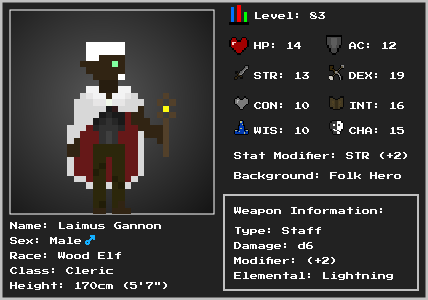 Level: 83
HP: 14
AC: 12
STR: 13
DEX: 19
CON: 10
INT: 16
WIS: 10
CHA: 15
Stat Modifier: STR (+2)
Background: Folk Hero
Name: Laimus Gannon
Sex: Male ♂
Race: Wood Elf
Class: Cleric
Height: 170cm (5'7")
Weapon Information:
Type: Staff
Damage: d6
Modifier: (+2)
Elemental: Lightning